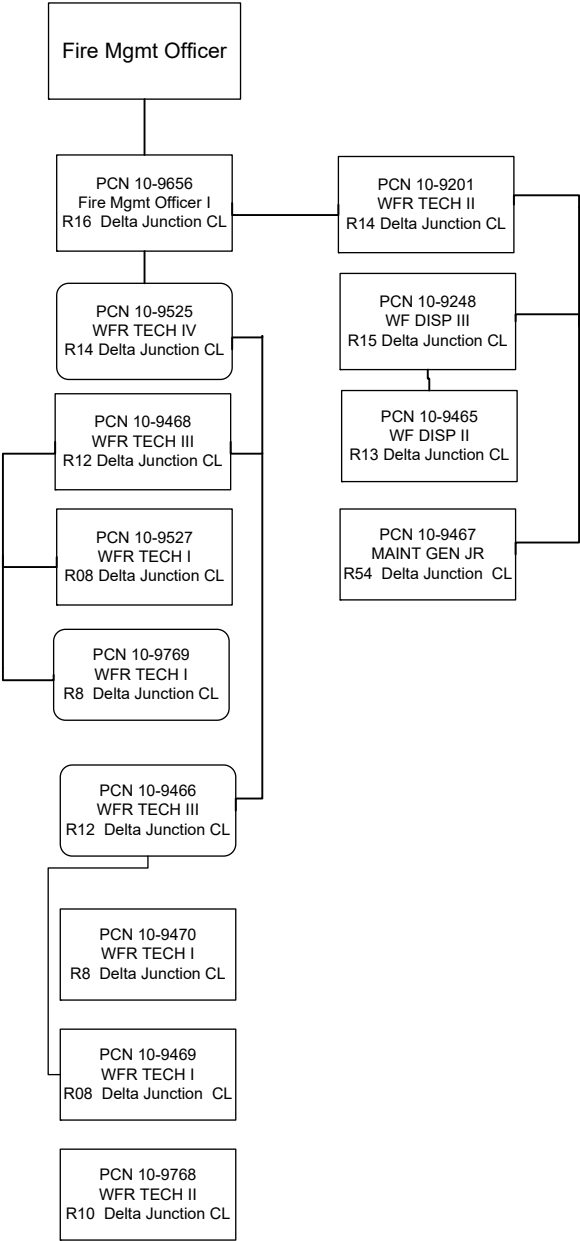 Fire Mgmt Officer
PCN 10-9656
Fire Mgmt Officer I
R16 Delta Junction CL
PCN 10-9201
WFR TECH II
R14 Delta Junction CL
PCN 10-9525
WFR TECH IV
R14 Delta Junction CL
PCN 10-9248
WF DISP III
R15 Delta Junction CL
PCN 10-9468
WFR TECH III
R12 Delta Junction CL
PCN 10-9465
WF DISP II
R13 Delta Junction CL
PCN 10-9527
WFR TECH I
R08 Delta Junction CL
PCN 10-9467
MAINT GEN JR
R54 Delta Junction CL
PCN 10-9769
WFR TECH I
R8 Delta Junction CL
PCN 10-9466
WFR TECH III
R12 Delta Junction CL
PCN 10-9470
WFR TECH I
R8 Delta Junction CL
PCN 10-9469
WFR TECH I
R08 Delta Junction CL
PCN 10-9768
WFR TECH II
R10 Delta Junction CL